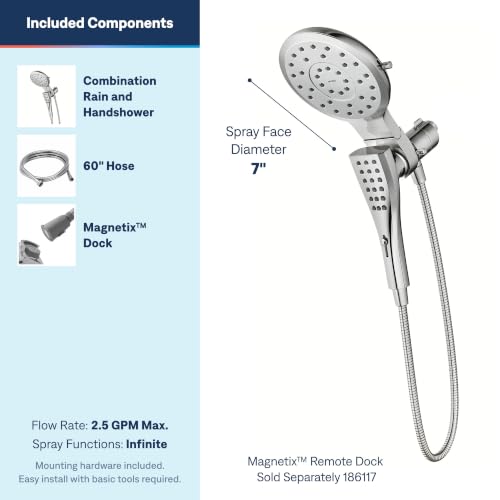 Included Components
Combination
Rain and
Handshower
60" Hose
Magnetix™
Dock
Flow Rate: 2.5 GPM Max.
Spray Functions: Infinite
Mounting hardware included.
Easy install with basic tools required.
Spray Face
Diameter
7"
Magnetix™ Remote Dock
Sold Separately 186117